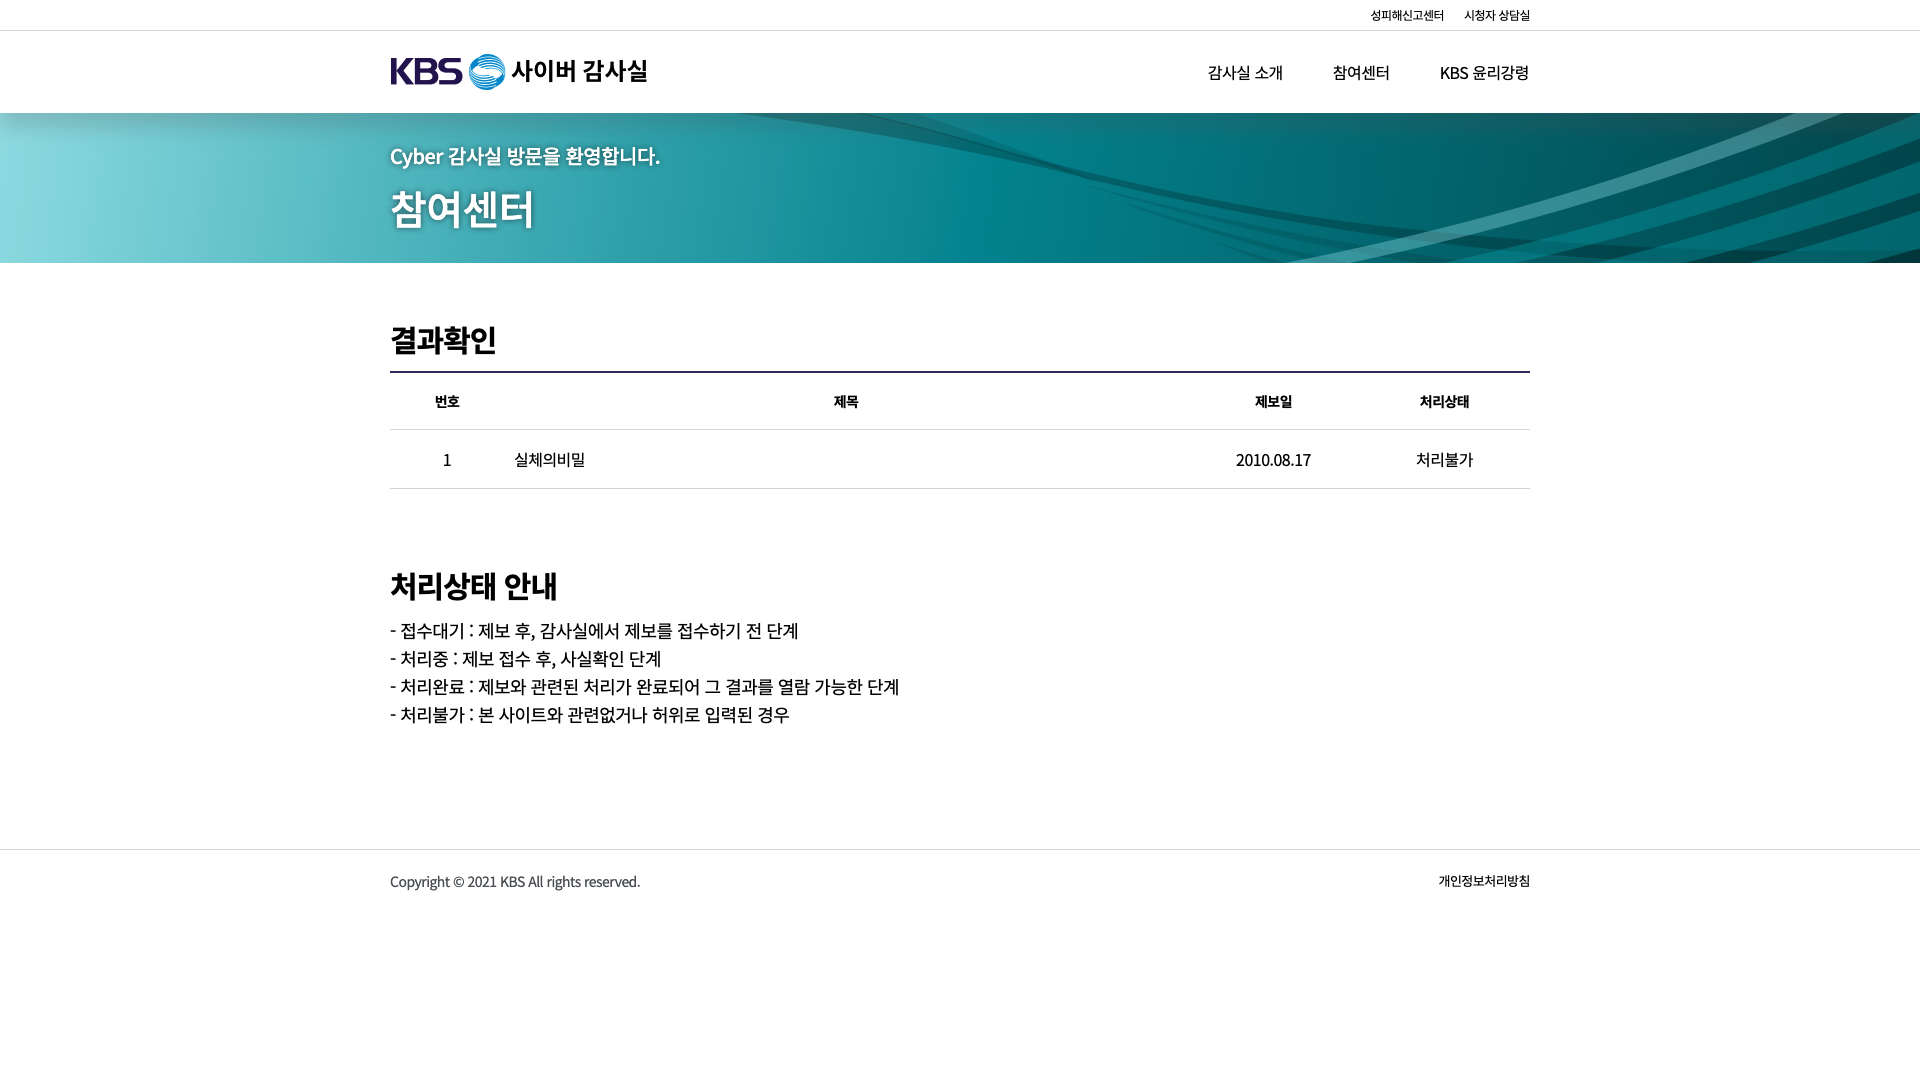 성피해신고센터 시청자 상담실
KBS 사이버 감사실
감사실 소개 참여센터 KBS 윤리강령
Cyber 감사실 방문을 환영합니다.
참여센터
결과확인
번호 제목 제보일 처리상태
1 실체의비밀 2010.08.17 처리불가
처리상태 안내
- 접수대기 : 제보 후, 감사실에서 제보를 접수하기 전 단계
- 처리중 : 제보 접수 후, 사실확인 단계
- 처리완료 : 제보와 관련된 처리가 완료되어 그 결과를 열람 가능한 단계
- 처리불가 : 본 사이트와 관련없거나 허위로 입력된 경우
Copyright © 2021 KBS All rights reserved. 개인정보처리방침